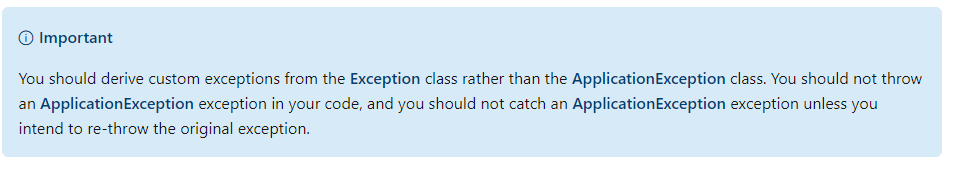 Important
You should derive custom exceptions from the Exception class rather than the ApplicationException class. You should not throw
an ApplicationException exception in your code, and you should not catch an ApplicationException exception unless you
intend to re-throw the original exception.